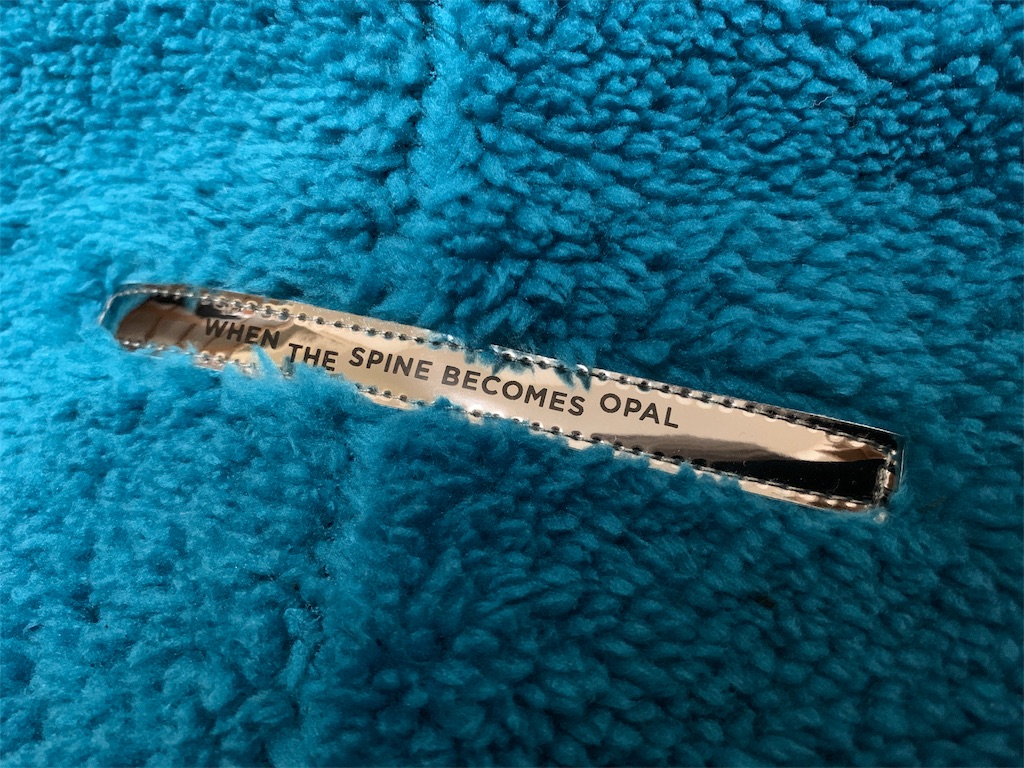 WHEN THE SPINE BECOMES OPAL